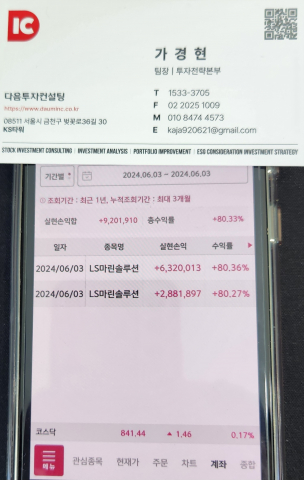 IC
가 경 현
팀장 | 투자전략본부
다음투자컨설팅
https://www.dauminc.co.kr
08511 서울시 금천구 벚꽃로36길 30
KS타워
T 1533-3705
F 02 2025 1009
M 010 8474 4573
E kaja920621@gmail.com
STOCK INVESTMENT CONSULTING | INVESTMENT ANALYSIS | PORTFOLIO IMPROVEMENT | ESG CONSIDERATION INVESTMENT STRATEGY
기간별 2024.06.03 ~ 2024.06.03
조회기간 : 최근 1년, 누적조회기간 : 최대 3개월
실현손익합 +9,201,910 총수익률 +80.33%
일자 종목명 실현손익 수익률
2024/06/03 LS마린솔루션 +6,320,013 +80.36%
2024/06/03 LS마린솔루션 +2,881,897 +80.27%
코스닥 841.44 ▲ 1.46 0.17%
메뉴 관심종목 현재가 주문 차트 계좌 종합